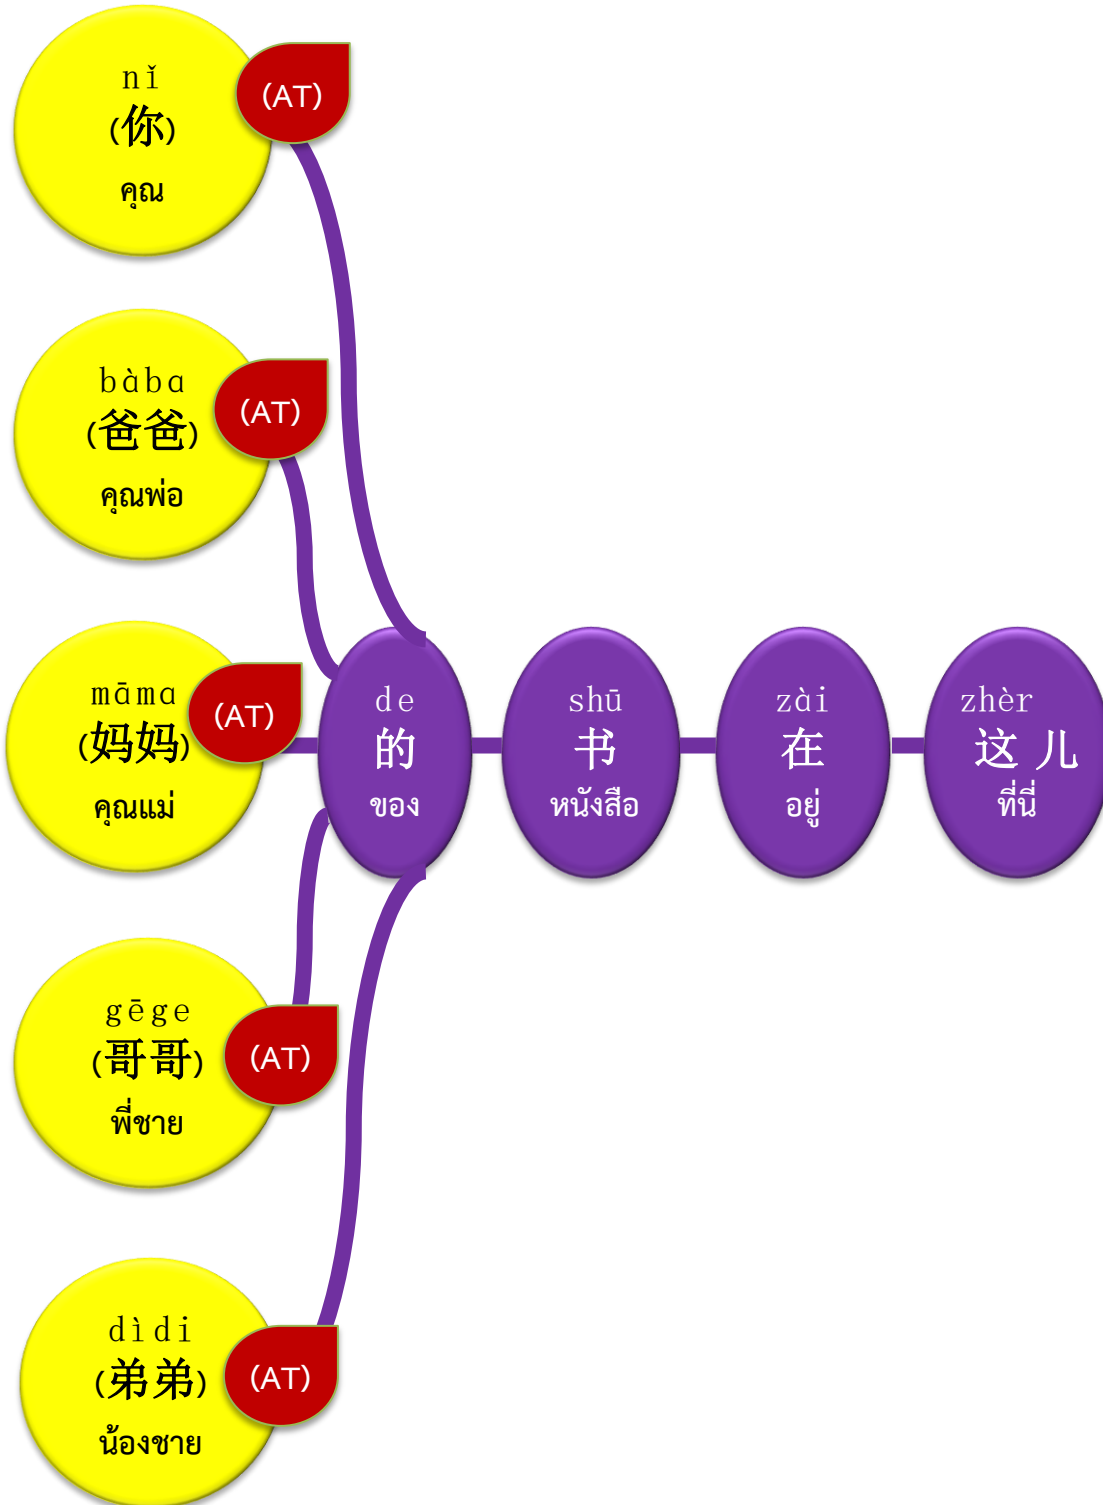 nǐ
(你)
คุณ
(AT)
bàba
(爸爸)
คุณพ่อ
(AT)
māma
(妈妈)
คุณแม่
(AT)
de
的
ของ
shū
书
หนังสือ
zài
在
อยู่
zhèr
这儿
ที่นี่
gēge
(哥哥)
พี่ชาย
(AT)
dìdi
(弟弟)
น้องชาย
(AT)